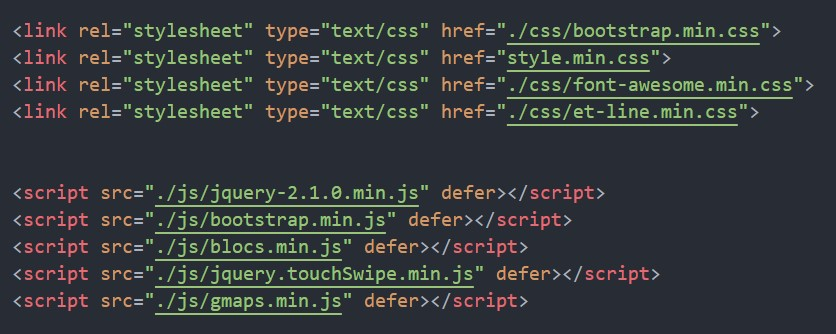 <link rel="stylesheet" type="text/css" href="./css/bootstrap.min.css">
<link rel="stylesheet" type="text/css" href="style.min.css">
<link rel="stylesheet" type="text/css" href="./css/font-awesome.min.css">
<link rel="stylesheet" type="text/css" href="./css/et-line.min.css">
<script src="./js/jquery-2.1.0.min.js" defer></script>
<script src="./js/bootstrap.min.js" defer></script>
<script src="./js/blocs.min.js" defer></script>
<script src="./js/jquery.touchSwipe.min.js" defer></script>
<script src="./js/gmaps.min.js" defer></script>